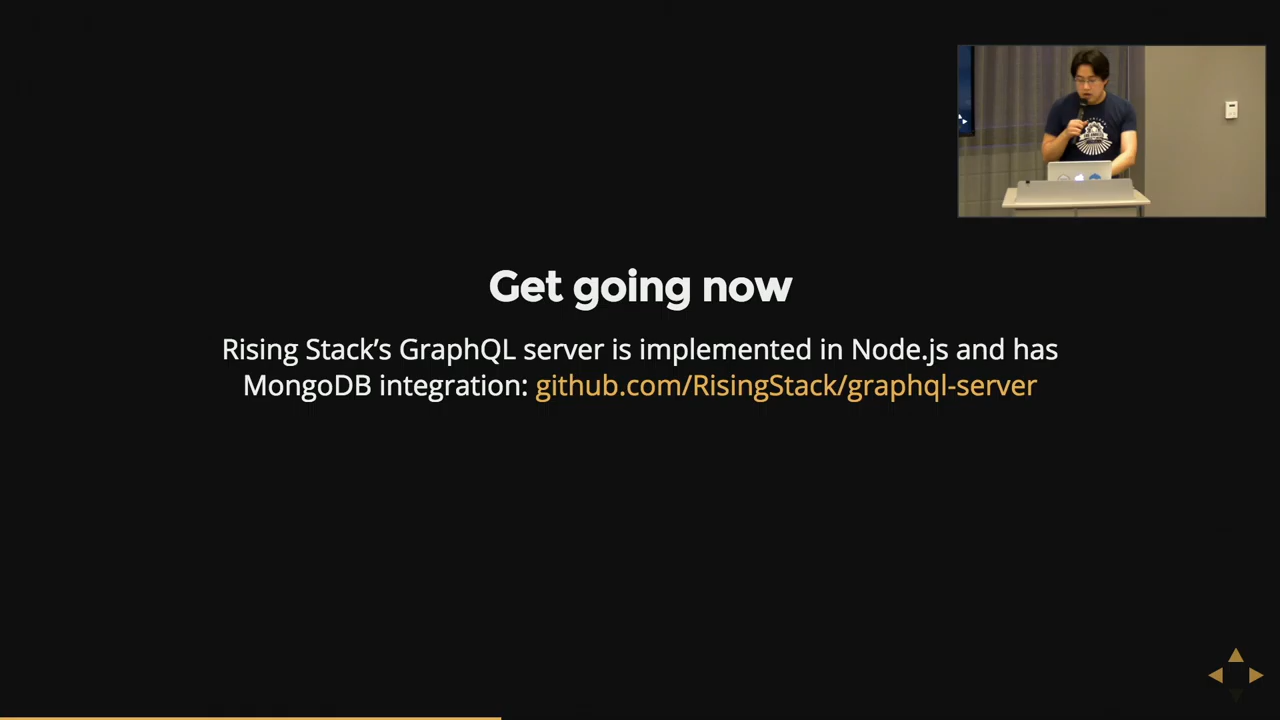 Get going now
Rising Stack’s GraphQL server is implemented in Node.js and has
MongoDB integration: github.com/RisingStack/graphql-server